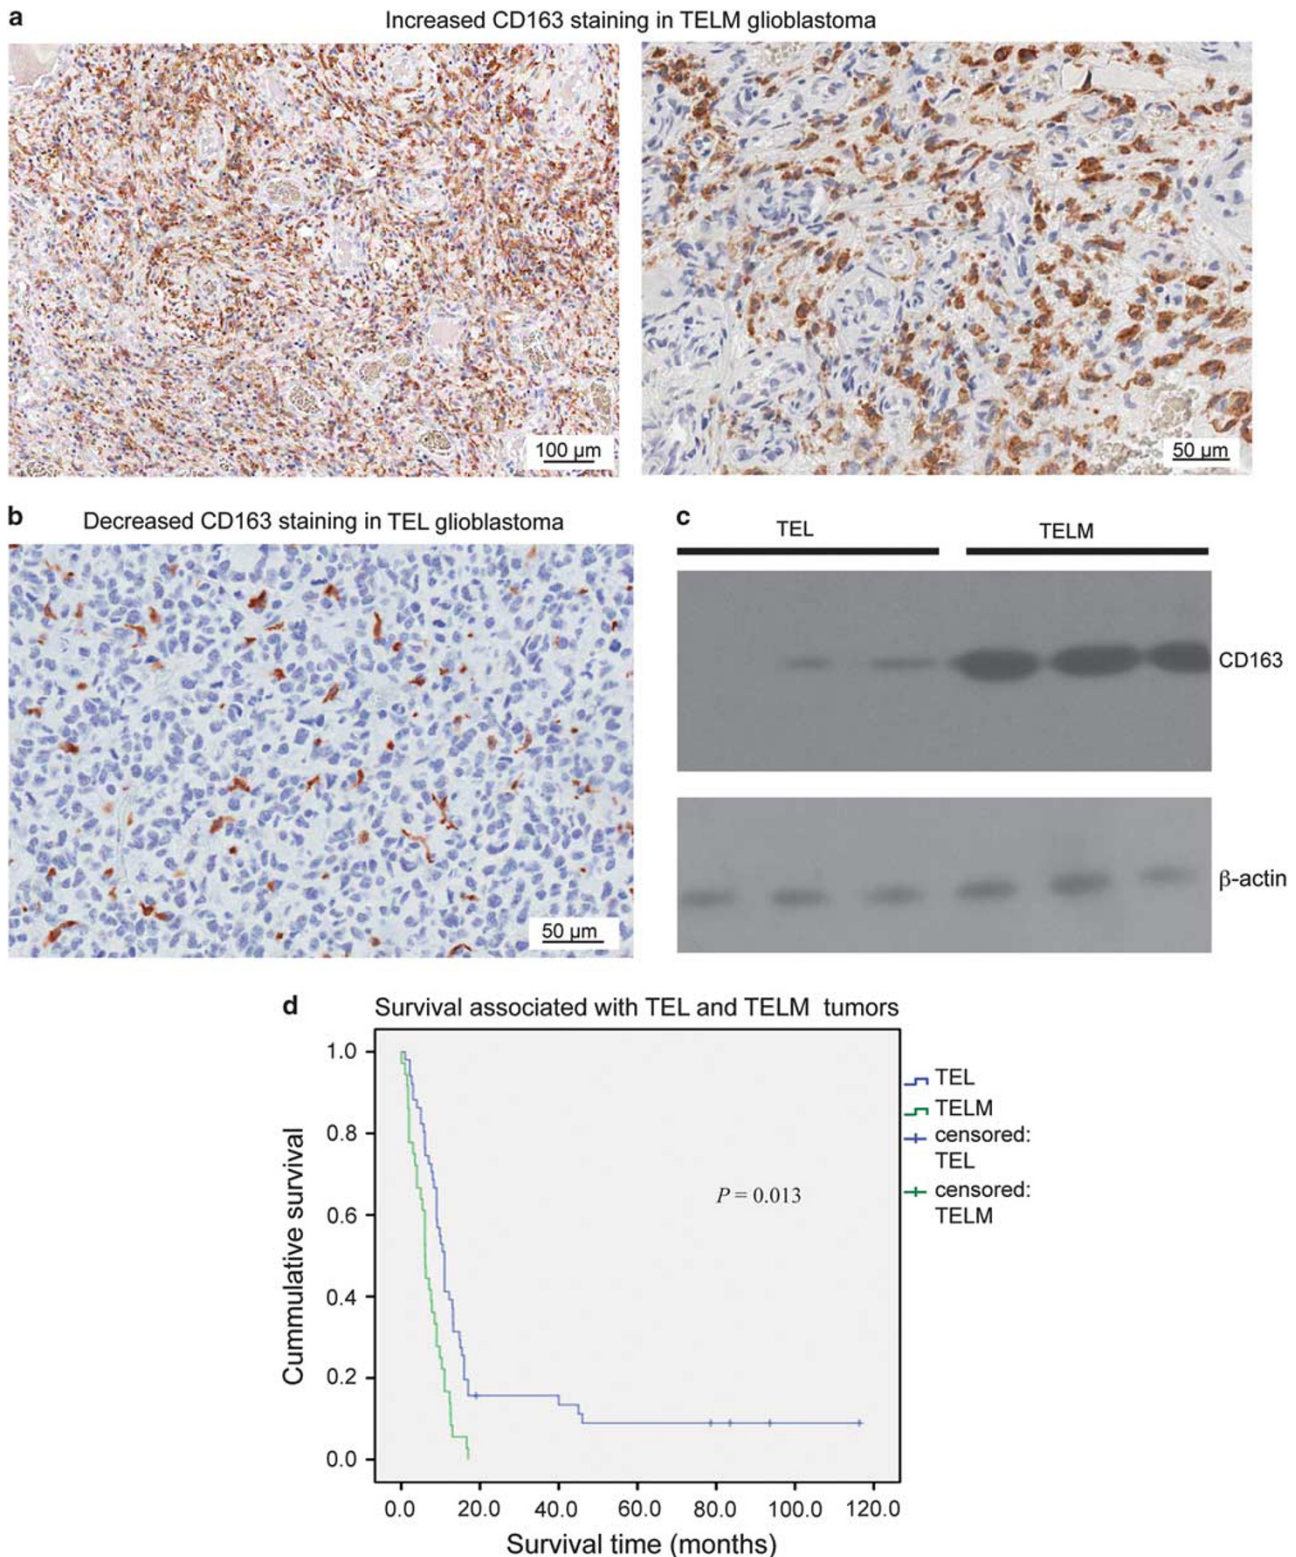 a
Increased CD163 staining in TELM glioblastoma
100 µm
50 µm
b
Decreased CD163 staining in TEL glioblastoma
50 µm
c
TEL
TELM
CD163
β-actin
d
Survival associated with TEL and TELM tumors
Cummulative survival
1.0
0.8
0.6
0.4
0.2
0.0
P = 0.013
TEL
TELM
censored:
TEL
censored:
TELM
0.0 20.0 40.0 60.0 80.0 100.0 120.0
Survival time (months)